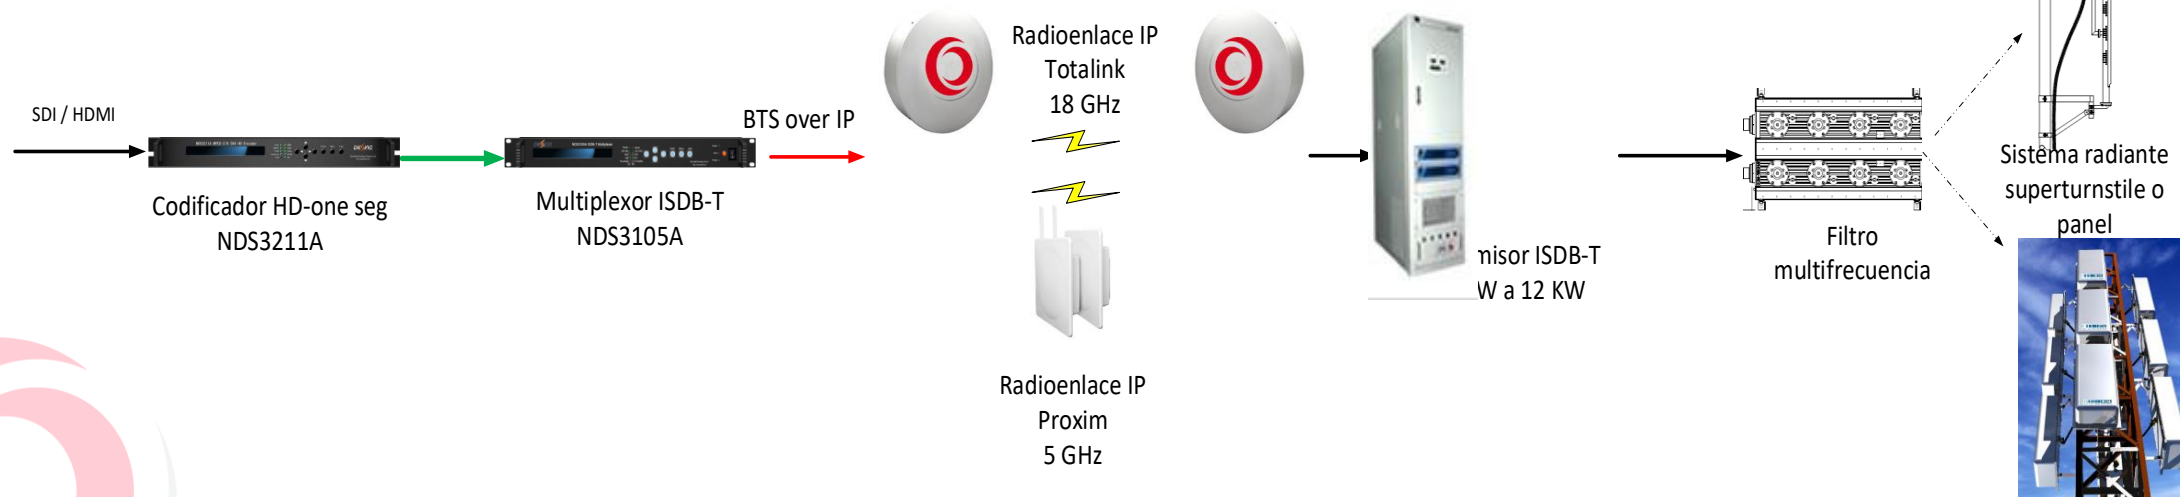 SDI / HDMI
Codificador HD-one seg
NDS3211A
Multiplexor ISDB-T
NDS3105A
BTS over IP
Radioenlace IP
Totalink
18 GHz
Radioenlace IP
Proxim
5 GHz
misor ISDB-T
W a 12 KW
Filtro
multifrecuencia
Sistema radiante
superturnstile o
panel